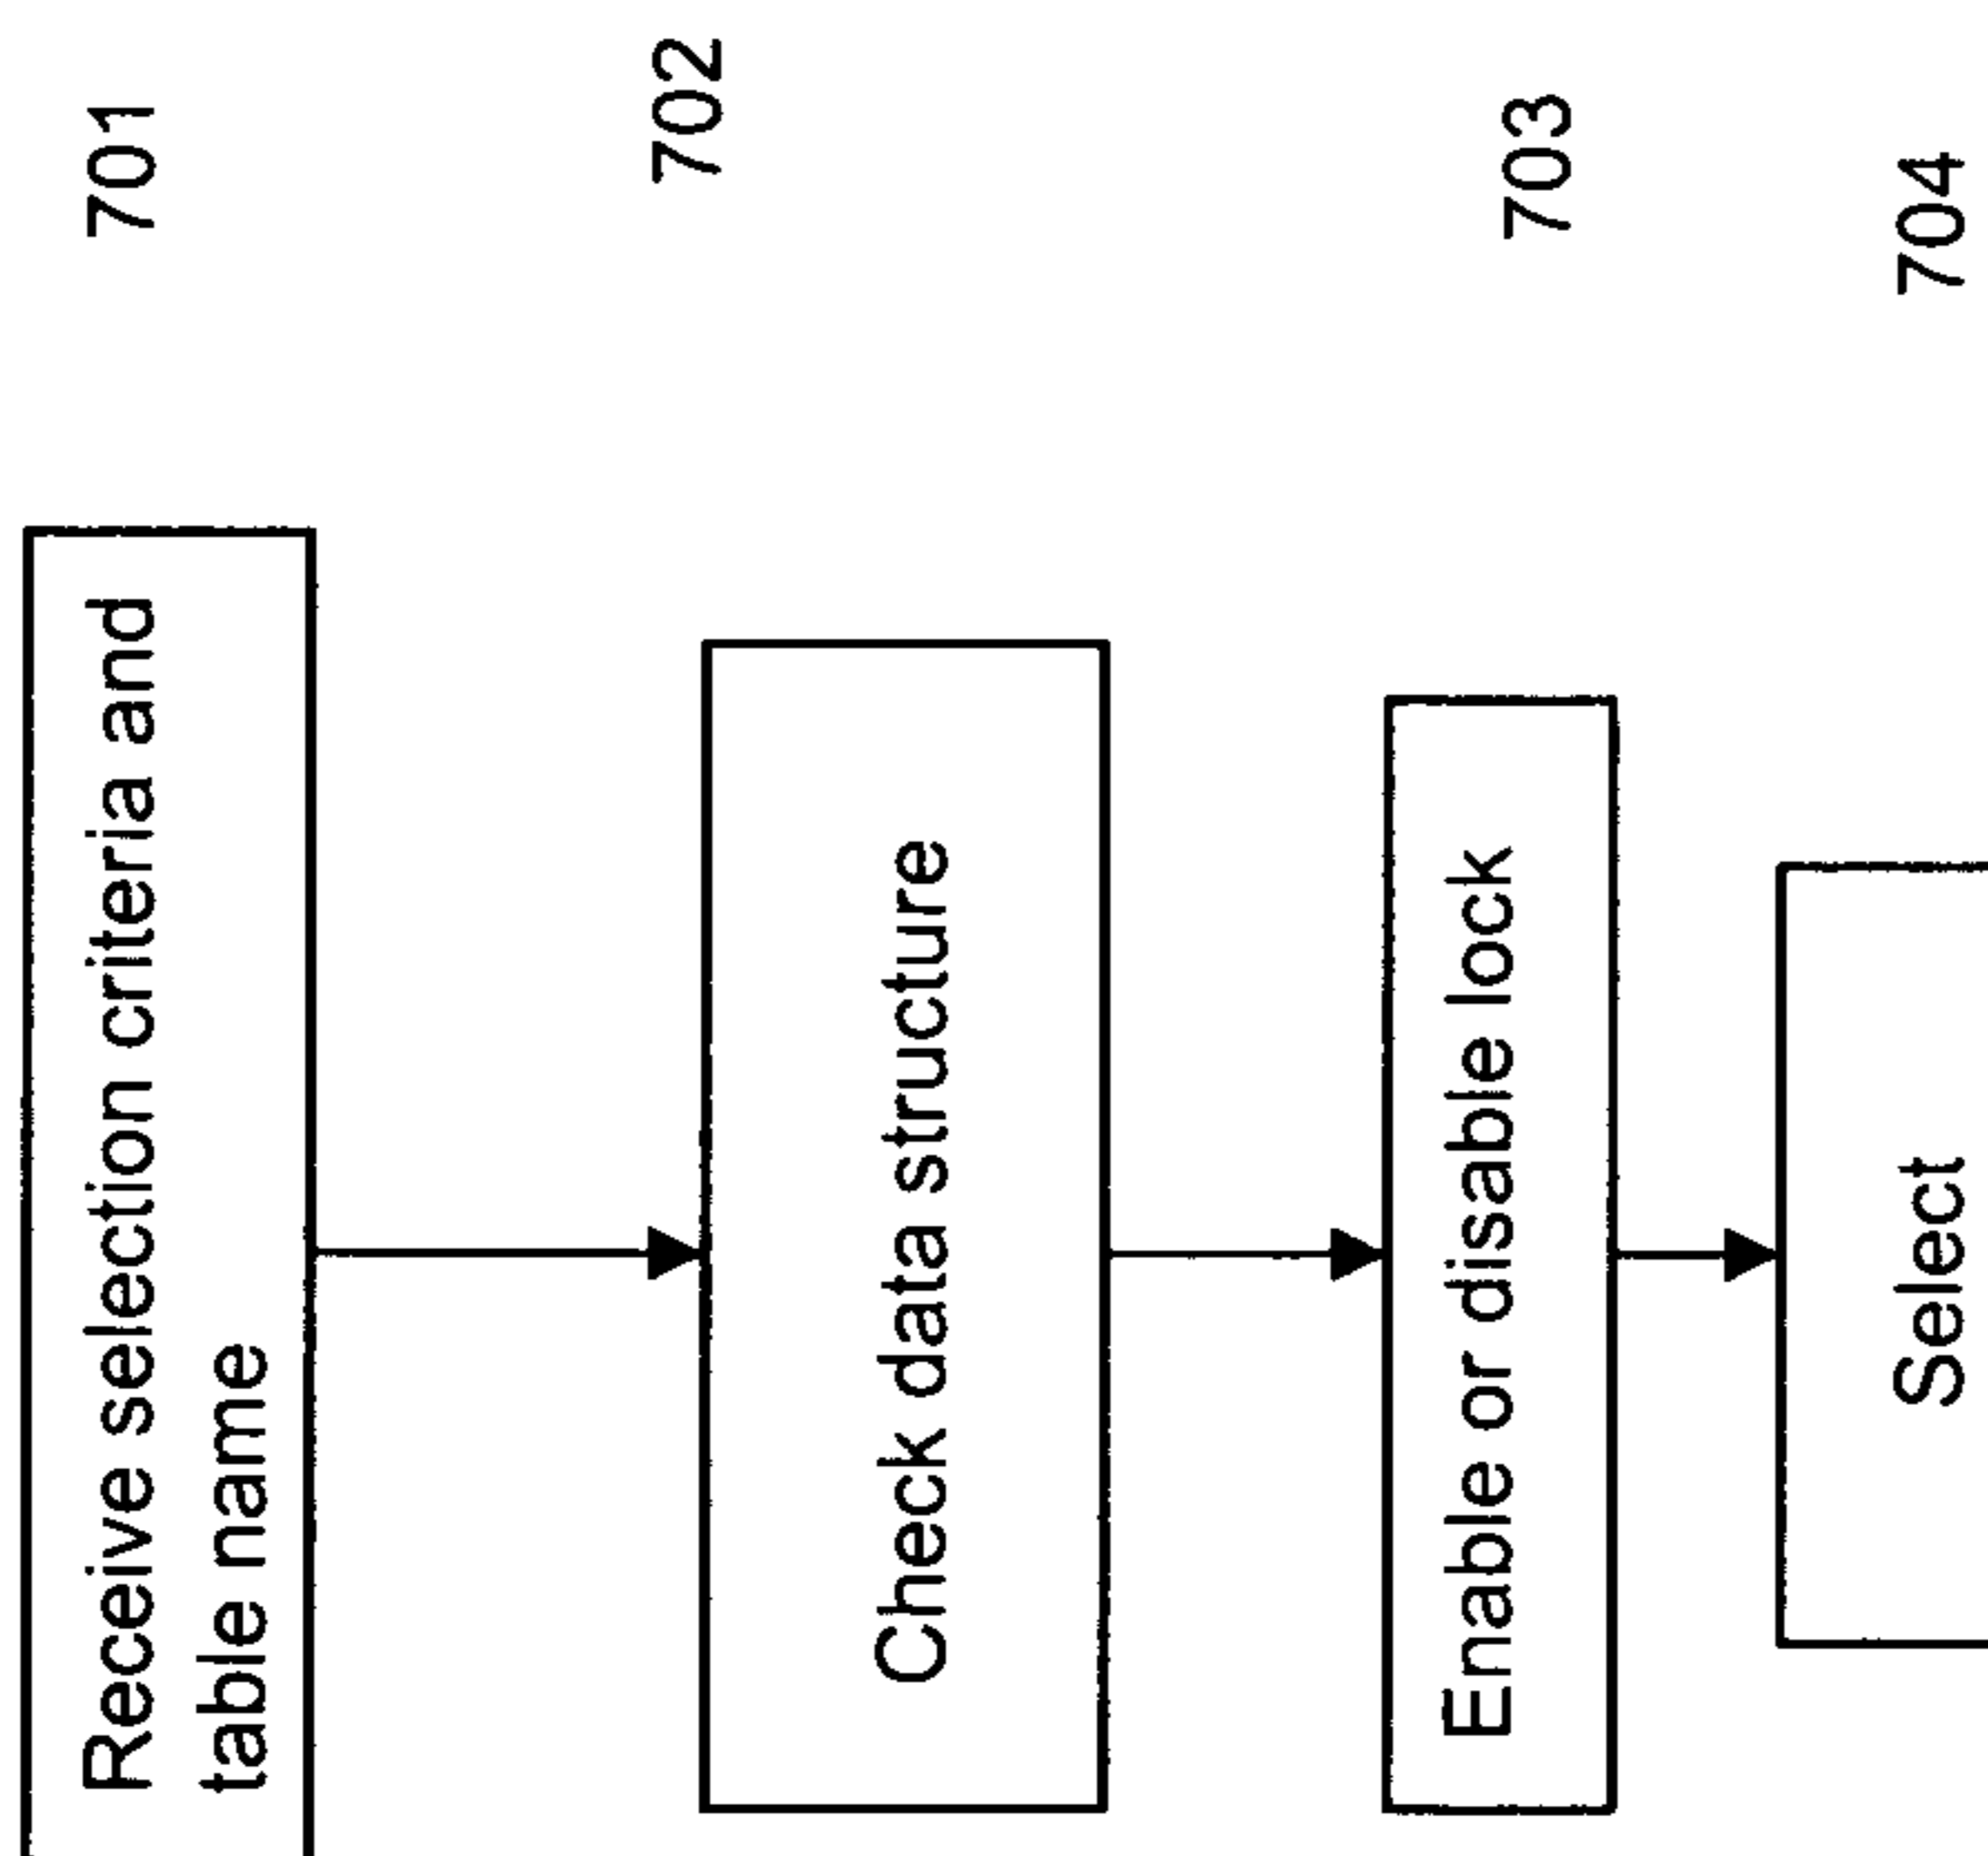 Receive selection criteria and
table name
701
Check data structure
702
Enable or disable lock
703
Select
704